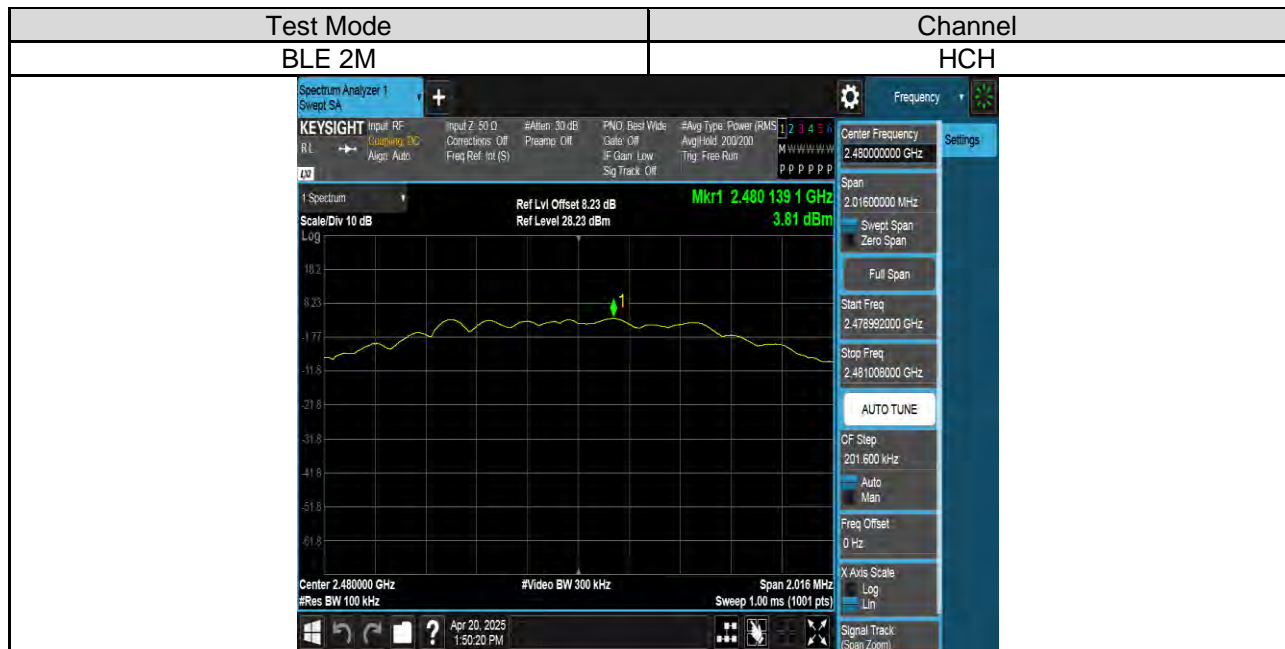 Test Mode Channel
BLE 2M HCH
Spectrum Analyzer 1
Swept SA
+
Frequency
KEYSIGHT Input: RF
RL Coupling: DC
Align: Auto
LXI
Input Z: 50 Ω
Corrections: Off
Freq Ref: Int (S)
#Atten: 30 dB
Preamp: Off
PNO: Best Wide
Gate: Off
IF Gain: Low
Sig Track: Off
#Avg Type: Power (RMS
Avg|Hold: 200/200
Trig: Free Run
1 2 3 4 5 6
M W W W W W
P P P P P P
1 Spectrum
Scale/Div 10 dB
Ref Lvl Offset 8.23 dB
Ref Level 28.23 dBm
Mkr1 2.480 139 1 GHz
3.81 dBm
Log
18.2
8.23
-1.77
-11.8
-21.8
-31.8
-41.8
-51.8
-61.8
1
Center 2.480000 GHz
#Res BW 100 kHz
#Video BW 300 kHz
Span 2.016 MHz
Sweep 1.00 ms (1001 pts)
?
Apr 20, 2025
1:50:20 PM
Center Frequency
2.480000000 GHz
Settings
Span
2.01600000 MHz
Swept Span
Zero Span
Full Span
Start Freq
2.478992000 GHz
Stop Freq
2.481008000 GHz
AUTO TUNE
CF Step
201.600 kHz
Auto
Man
Freq Offset
0 Hz
X Axis Scale
Log
Lin
Signal Track
(Span Zoom)